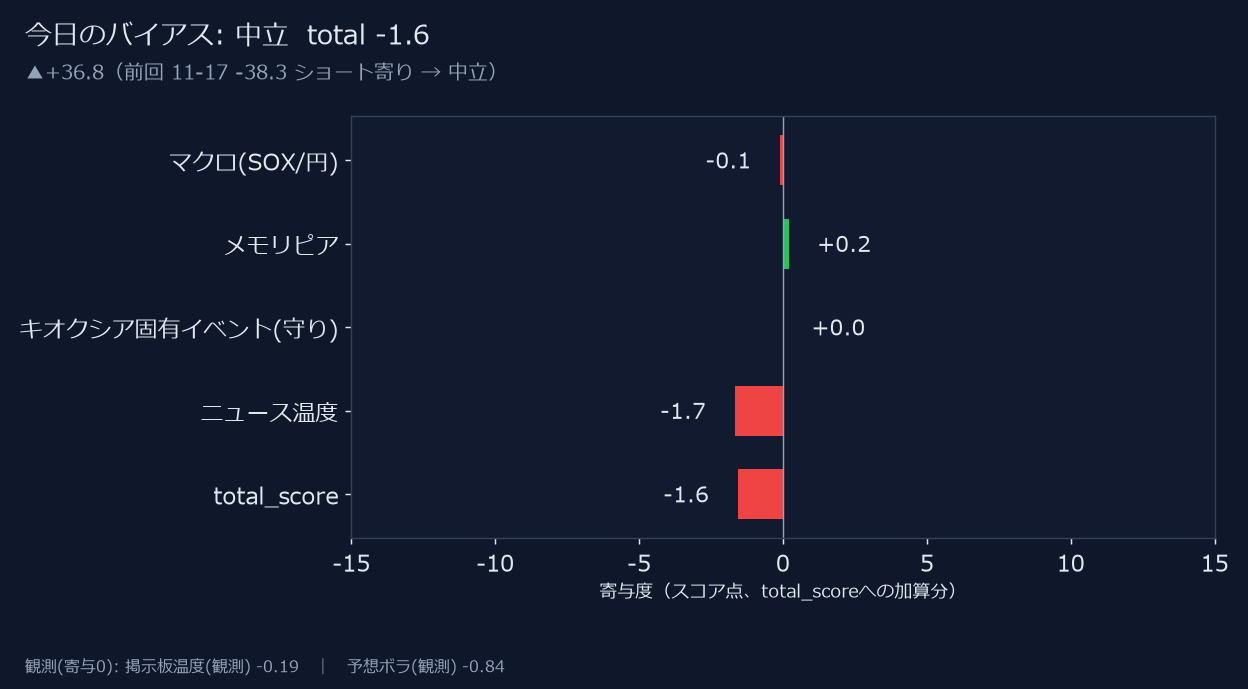 今日のバイアス: 中立  total -1.6
▲+36.8（前回 11-17 -38.3 ショート寄り → 中立）
マクロ(SOX/円)
-0.1
メモリピア
+0.2
キオクシア固有イベント(守り)
+0.0
ニュース温度
-1.7
total_score
-1.6
-15 -10 -5 0 5 10 15
寄与度（スコア点、total_scoreへの加算分）
観測(寄与0): 掲示板温度(観測) -0.19　|　予想ボラ(観測) -0.84